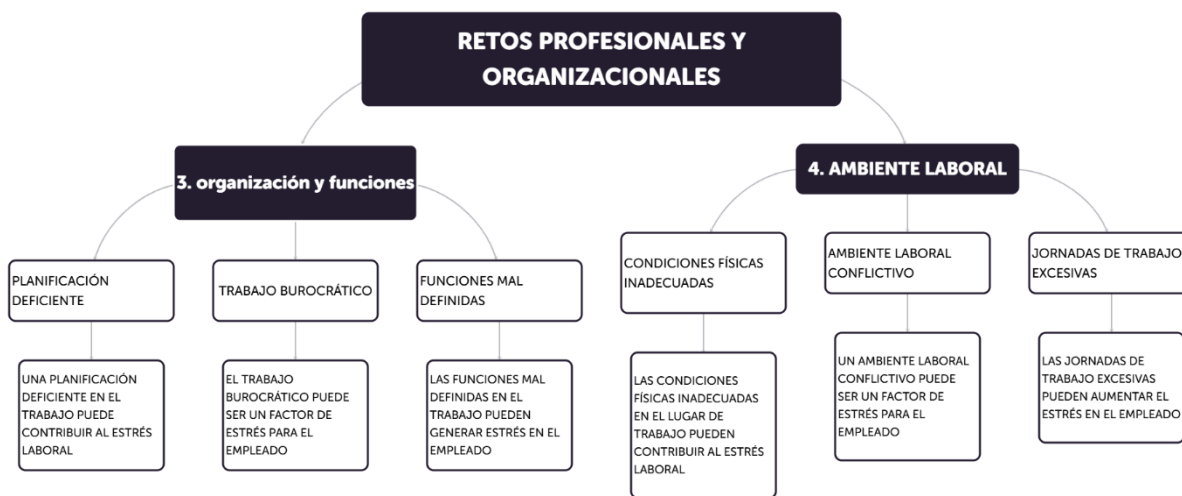 RETOS PROFESIONALES Y
ORGANIZACIONALES
3. organización y funciones
4. AMBIENTE LABORAL
PLANIFICACIÓN
DEFICIENTE
TRABAJO BUROCRÁTICO
FUNCIONES MAL
DEFINIDAS
CONDICIONES FÍSICAS
INADECUADAS
AMBIENTE LABORAL
CONFLICTIVO
JORNADAS DE TRABAJO
EXCESIVAS
UNA PLANIFICACIÓN
DEFICIENTE EN EL
TRABAJO PUEDE
CONTRIBUIR AL ESTRÉS
LABORAL
EL TRABAJO
BUROCRÁTICO PUEDE
SER UN FACTOR DE
ESTRÉS PARA EL
EMPLEADO
LAS FUNCIONES MAL
DEFINIDAS EN EL
TRABAJO PUEDEN
GENERAR ESTRÉS EN EL
EMPLEADO
LAS CONDICIONES
FÍSICAS INADECUADAS
EN EL LUGAR DE
TRABAJO PUEDEN
CONTRIBUIR AL ESTRÉS
LABORAL
UN AMBIENTE LABORAL
CONFLICTIVO PUEDE
SER UN FACTOR DE
ESTRÉS PARA EL
EMPLEADO
LAS JORNADAS DE
TRABAJO EXCESIVAS
PUEDEN AUMENTAR EL
ESTRÉS EN EL EMPLEADO